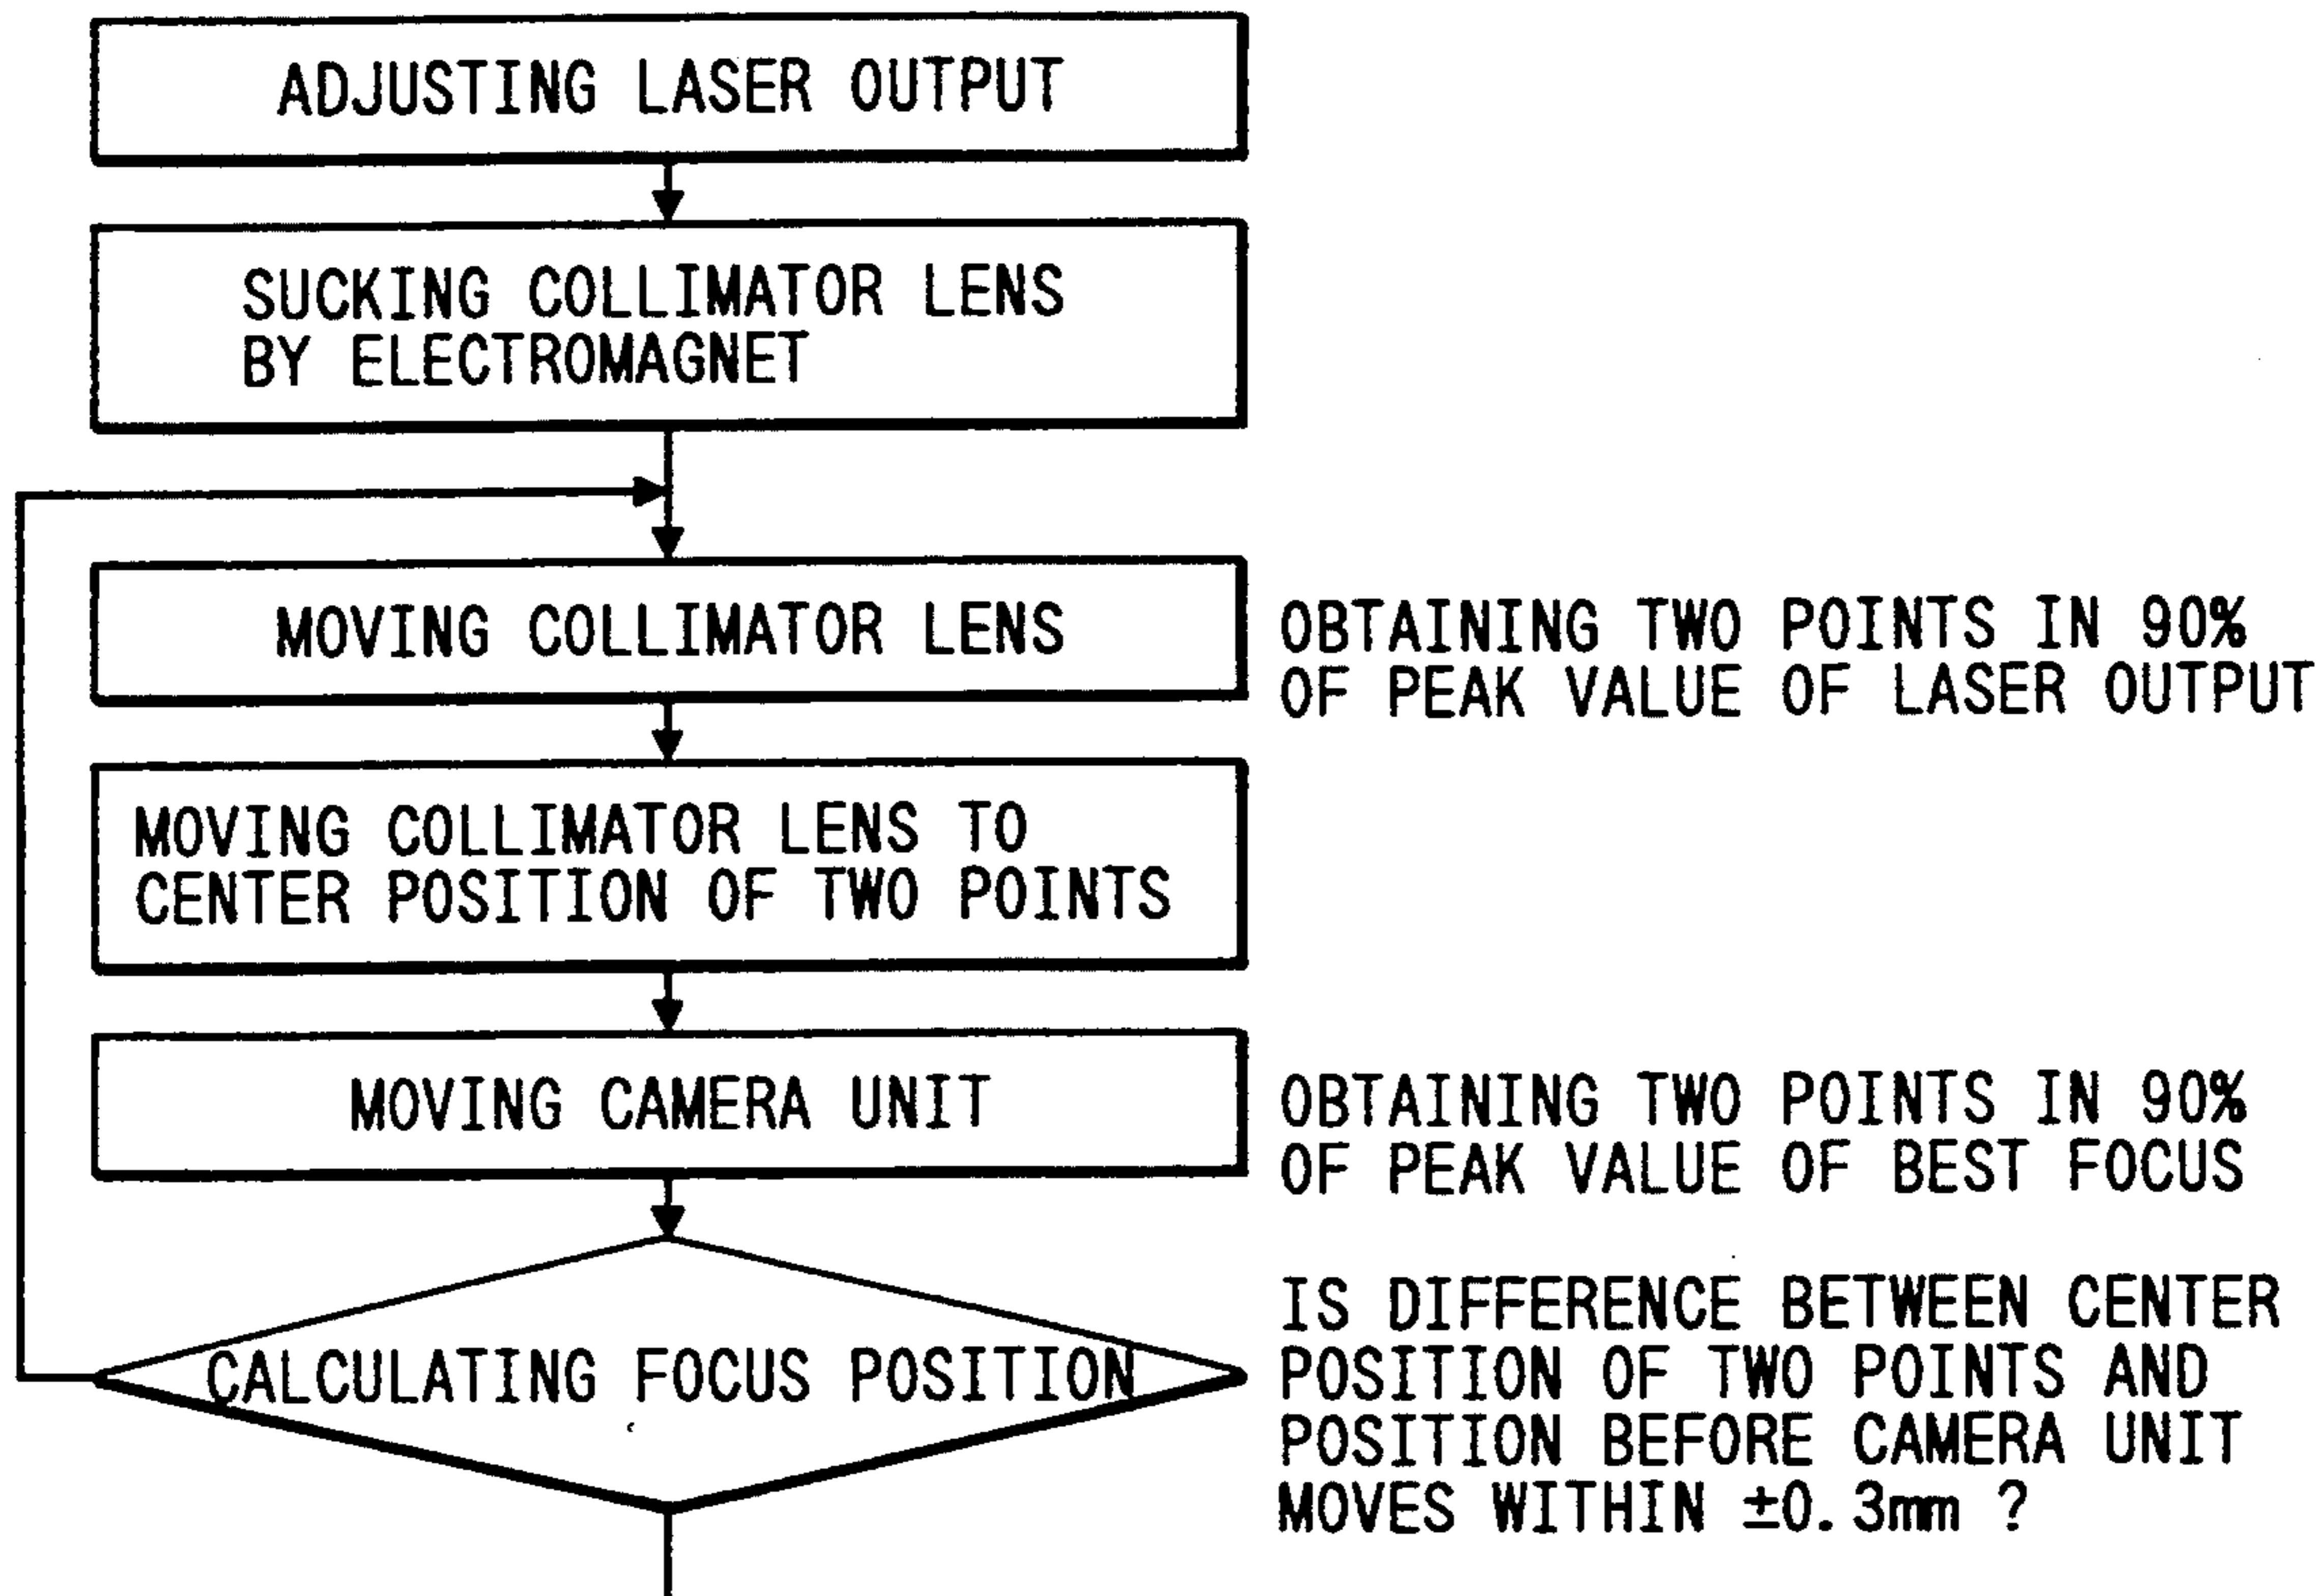 ADJUSTING LASER OUTPUT
SUCKING COLLIMATOR LENS
BY ELECTROMAGNET
MOVING COLLIMATOR LENS
OBTAINING TWO POINTS IN 90%
OF PEAK VALUE OF LASER OUTPUT
MOVING COLLIMATOR LENS TO
CENTER POSITION OF TWO POINTS
MOVING CAMERA UNIT
OBTAINING TWO POINTS IN 90%
OF PEAK VALUE OF BEST FOCUS
CALCULATING FOCUS POSITION
IS DIFFERENCE BETWEEN CENTER
POSITION OF TWO POINTS AND
POSITION BEFORE CAMERA UNIT
MOVES WITHIN ±0.3mm ?